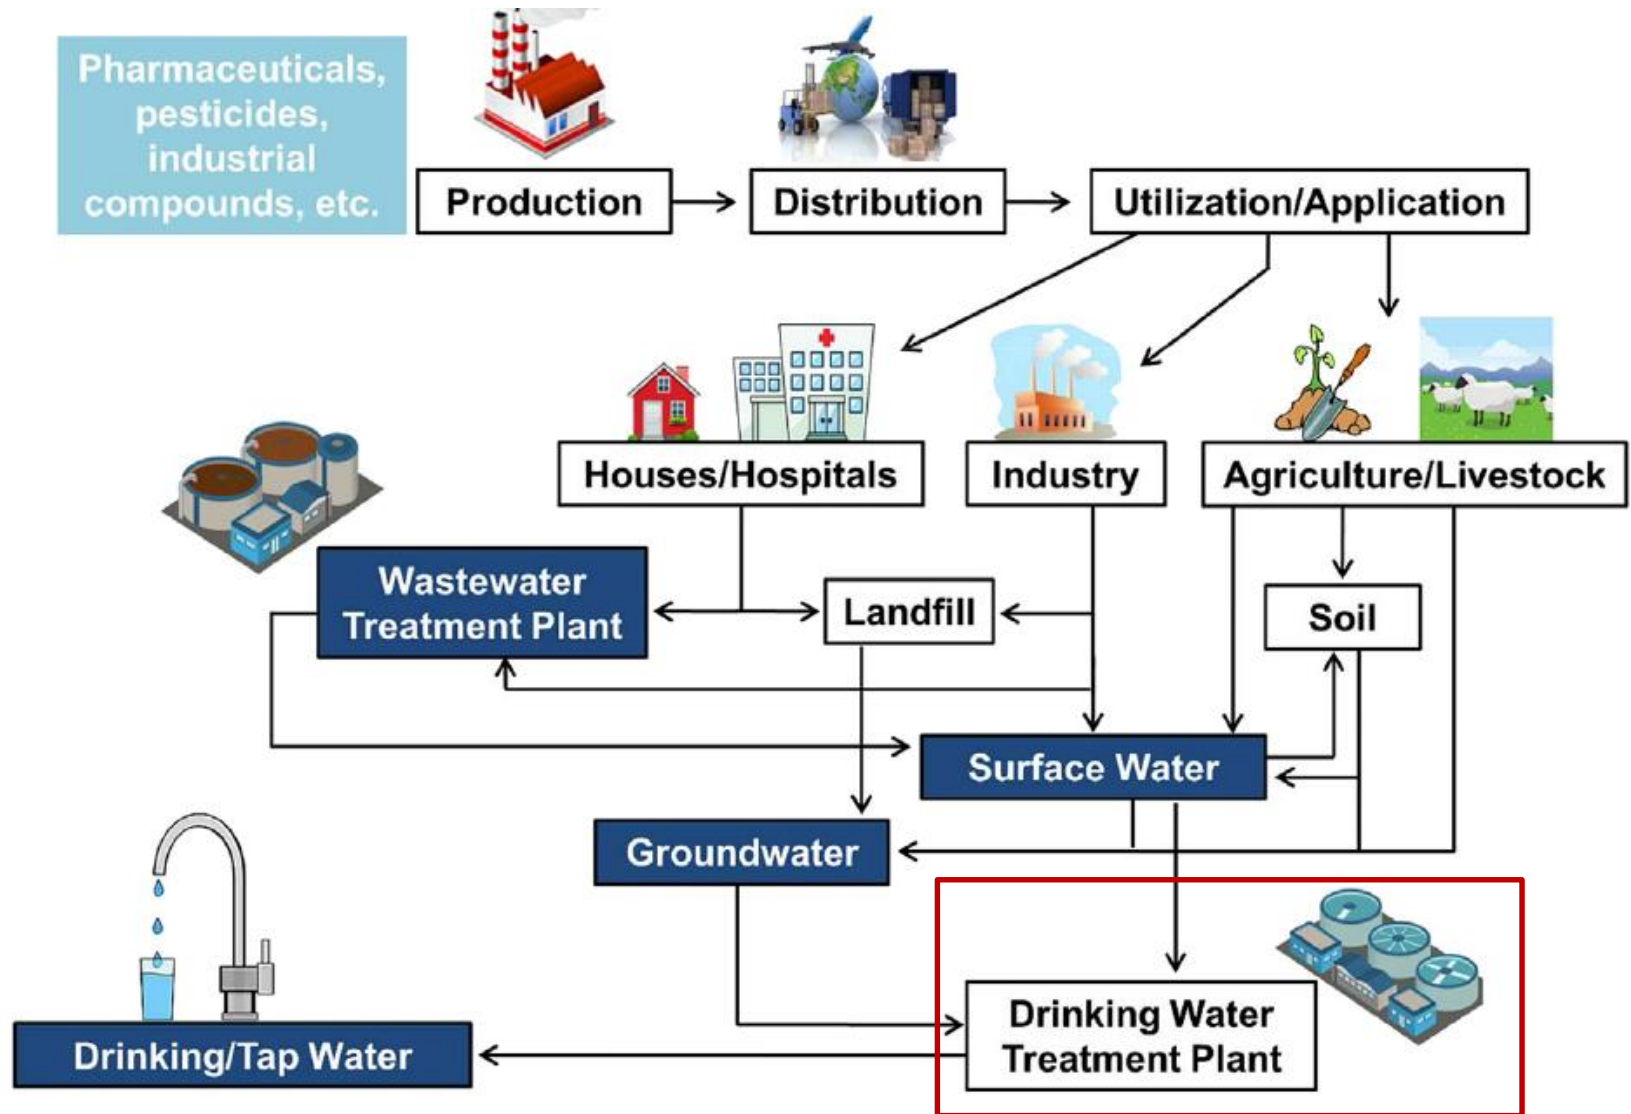 Pharmaceuticals,
pesticides,
industrial
compounds, etc.
Production
Distribution
Utilization/Application
Houses/Hospitals
Industry
Agriculture/Livestock
Wastewater
Treatment Plant
Landfill
Soil
Surface Water
Groundwater
Drinking Water
Treatment Plant
Drinking/Tap Water